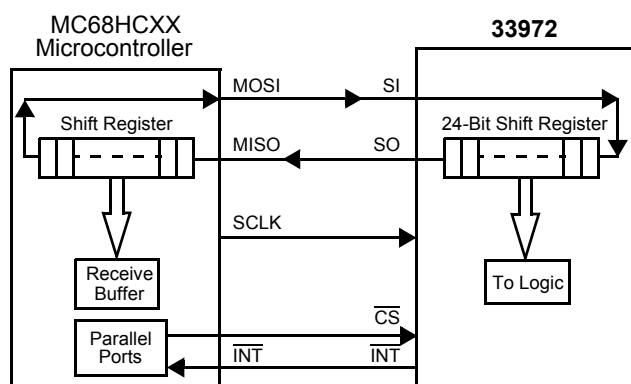 MC68HCXX
Microcontroller
33972
MOSI
SI
Shift Register
24-Bit Shift Register
MISO
SO
SCLK
Receive
Buffer
To Logic
CS
Parallel
Ports
INT
INT